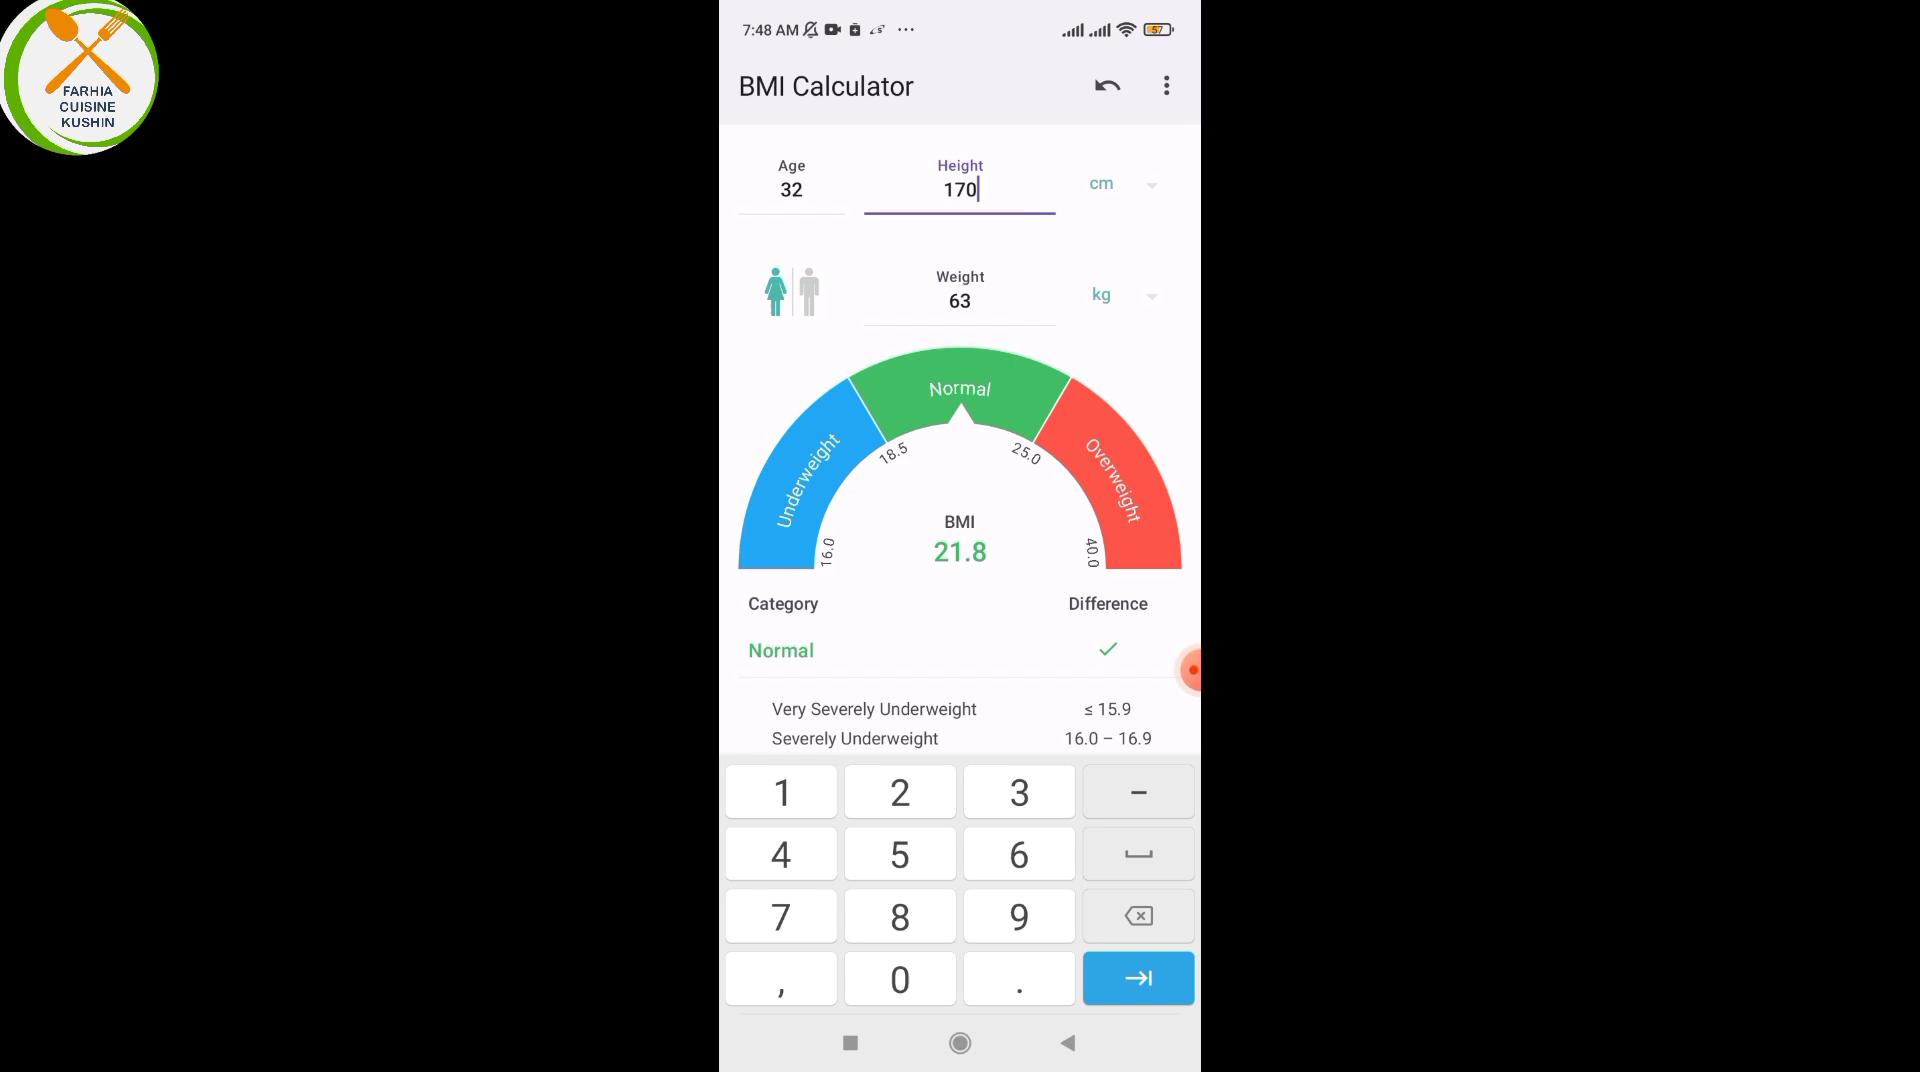 FARHIA
CUISINE
KUSHIN
7:48 AM
57
BMI Calculator
Age
32
Height
170
cm
Weight
63
kg
Underweight
Normal
Overweight
16.0
18.5
25.0
40.0
BMI
21.8
Category Difference
Normal
Very Severely Underweight ≤ 15.9
Severely Underweight 16.0 – 16.9
1 2 3 –
4 5 6
7 8 9
, 0 .